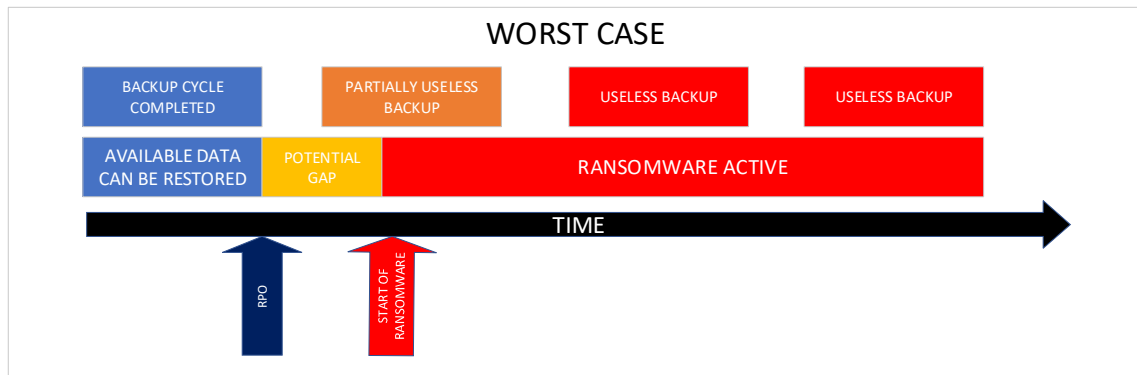 WORST CASE
BACKUP CYCLE
COMPLETED
PARTIALLY USELESS
BACKUP
USELESS BACKUP
USELESS BACKUP
AVAILABLE DATA
CAN BE RESTORED
POTENTIAL
GAP
RANSOMWARE ACTIVE
TIME
RPO
START OF
RANSOMWARE